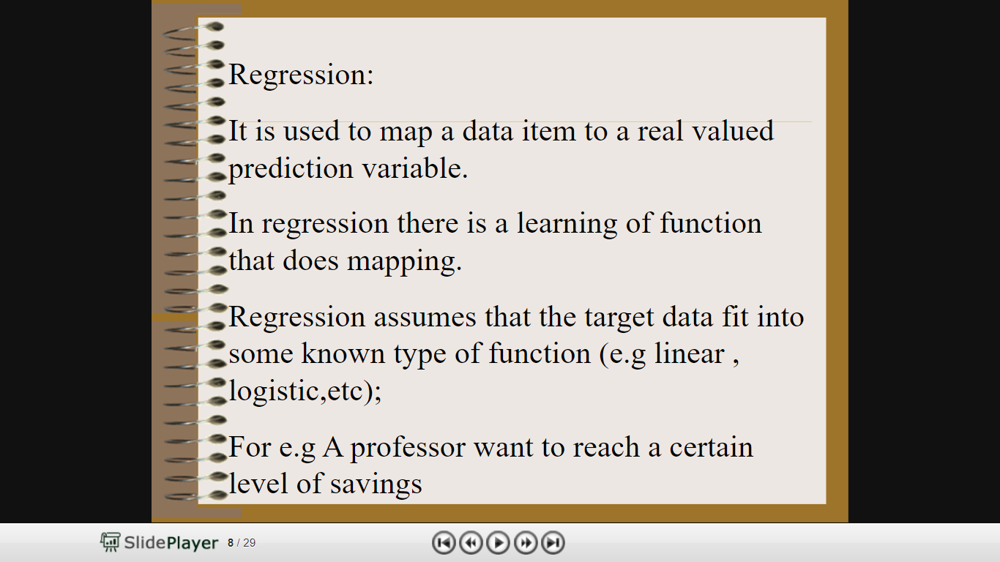 Regression:
It is used to map a data item to a real valued
prediction variable.
In regression there is a learning of function
that does mapping.
Regression assumes that the target data fit into
some known type of function (e.g linear ,
logistic,etc);
For e.g A professor want to reach a certain
level of savings
SlidePlayer 8 / 29